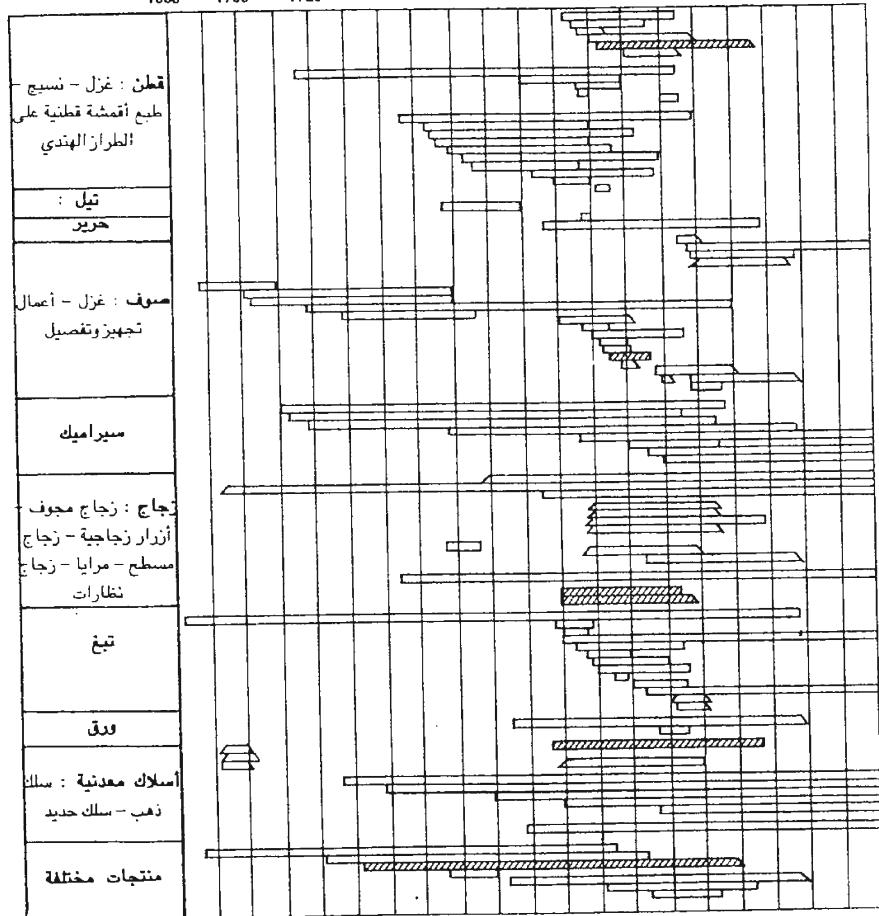 قطن : غزل – نسيج –
طبع أقمشة قطنية على
الطراز الهندي
تيل :
حرير
صوف : غزل – أعمال
تجهيز وتفصيل
سيراميك
زجاج : زجاج مجوف –
أزرار زجاجية – زجاج
مسطح – مرايا – زجاج
نظارات
تبغ
ورق
أسلاك معدنية : سلك
ذهب – سلك حديد
منتجات مختلفة